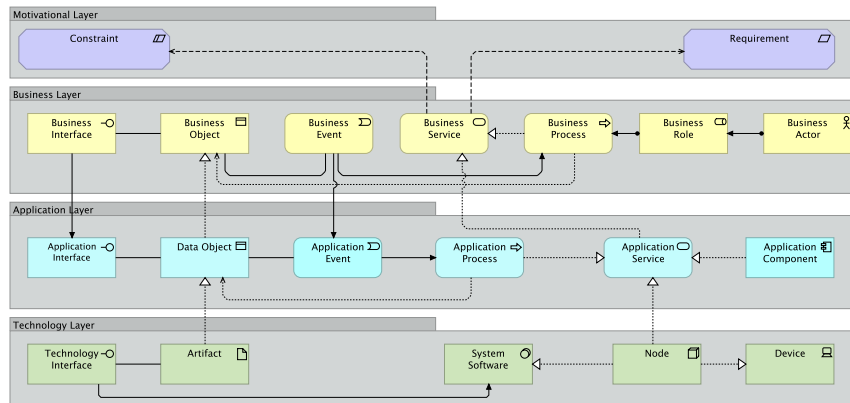 Motivational Layer
Constraint
Requirement
Business Layer
Business
Interface
Business
Object
Business
Event
Business
Service
Business
Process
Business
Role
Business
Actor
Application Layer
Application
Interface
Data Object
Application
Event
Application
Process
Application
Service
Application
Component
Technology Layer
Technology
Interface
Artifact
System
Software
Node
Device